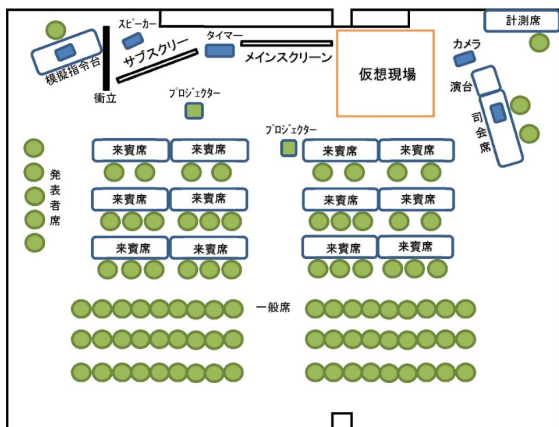 スピーカー
タイマー
計測席
模擬指令台
サブスクリー
メインスクリーン
カメラ
衝立
仮想現場
演台
司会席
プロジェクター
プロジェクター
発表者席
来賓席
来賓席
来賓席
来賓席
来賓席
来賓席
来賓席
来賓席
来賓席
来賓席
来賓席
来賓席
一般席